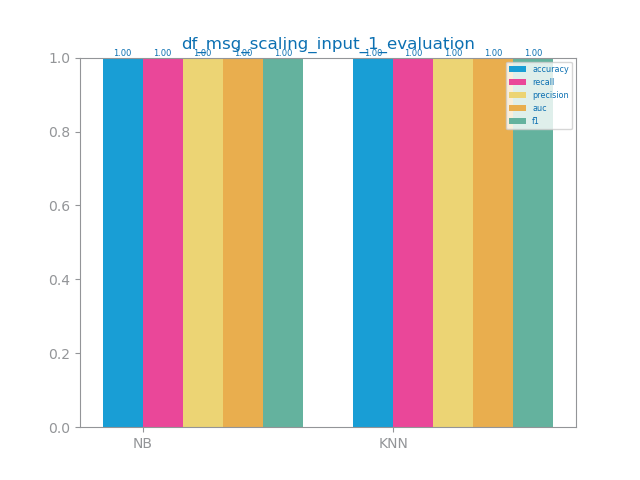 df_msg_scaling_input_1_evaluation
1.00 1.00 1.00 1.00 1.00 1.00 1.00 1.00 1.00 1.00
accuracy
recall
precision
auc
f1
1.0
0.8
0.6
0.4
0.2
0.0
NB KNN